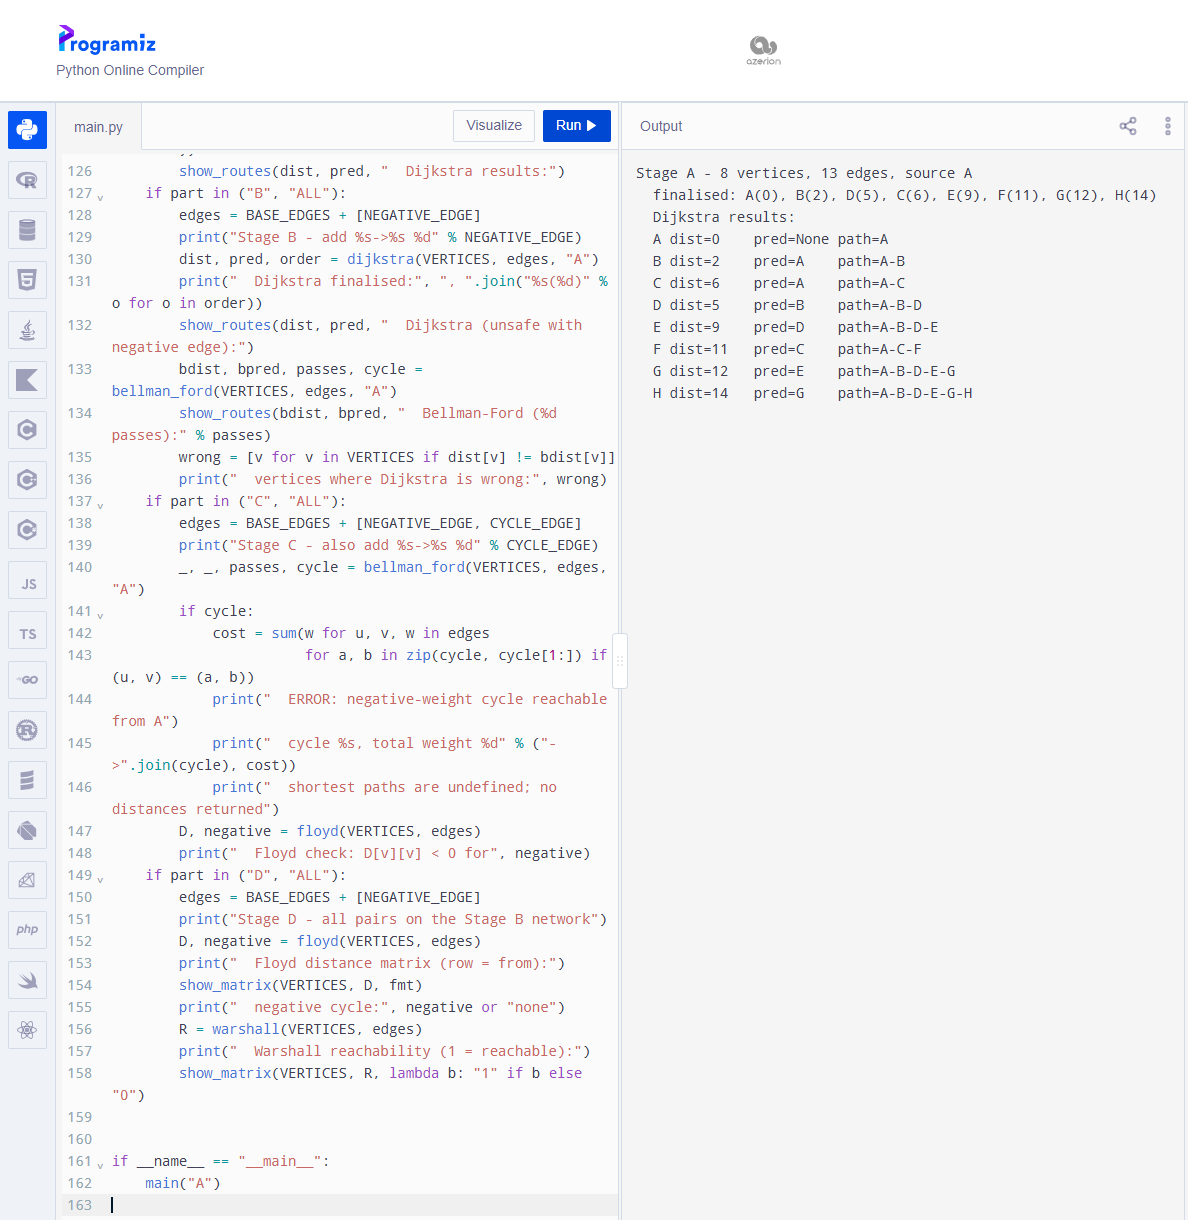 Programiz
Python Online Compiler
azerion
main.py
Visualize
Run
Output
126 show_routes(dist, pred, "  Dijkstra results:")
127 if part in ("B", "ALL"):
128 edges = BASE_EDGES + [NEGATIVE_EDGE]
129 print("Stage B - add %s->%s %d" % NEGATIVE_EDGE)
130 dist, pred, order = dijkstra(VERTICES, edges, "A")
131 print("  Dijkstra finalised:", ", ".join("%s(%d)" %
o for o in order))
132 show_routes(dist, pred, "  Dijkstra (unsafe with
negative edge):")
133 bdist, bpred, passes, cycle =
bellman_ford(VERTICES, edges, "A")
134 show_routes(bdist, bpred, "  Bellman-Ford (%d
passes):" % passes)
135 wrong = [v for v in VERTICES if dist[v] != bdist[v]]
136 print("  vertices where Dijkstra is wrong:", wrong)
137 if part in ("C", "ALL"):
138 edges = BASE_EDGES + [NEGATIVE_EDGE, CYCLE_EDGE]
139 print("Stage C - also add %s->%s %d" % CYCLE_EDGE)
140 _, _, passes, cycle = bellman_ford(VERTICES, edges,
"A")
141 if cycle:
142 cost = sum(w for u, v, w in edges
143 for a, b in zip(cycle, cycle[1:]) if
(u, v) == (a, b))
144 print("  ERROR: negative-weight cycle reachable
from A")
145 print("  cycle %s, total weight %d" % ("-
>".join(cycle), cost))
146 print("  shortest paths are undefined; no
distances returned")
147 D, negative = floyd(VERTICES, edges)
148 print("  Floyd check: D[v][v] < 0 for", negative)
149 if part in ("D", "ALL"):
150 edges = BASE_EDGES + [NEGATIVE_EDGE]
151 print("Stage D - all pairs on the Stage B network")
152 D, negative = floyd(VERTICES, edges)
153 print("  Floyd distance matrix (row = from):")
154 show_matrix(VERTICES, D, fmt)
155 print("  negative cycle:", negative or "none")
156 R = warshall(VERTICES, edges)
157 print("  Warshall reachability (1 = reachable):")
158 show_matrix(VERTICES, R, lambda b: "1" if b else
"0")
159
160
161 if __name__ == "__main__":
162 main("A")
163
Stage A - 8 vertices, 13 edges, source A
finalised: A(0), B(2), D(5), C(6), E(9), F(11), G(12), H(14)
Dijkstra results:
A dist=0 pred=None path=A
B dist=2 pred=A path=A-B
C dist=6 pred=A path=A-C
D dist=5 pred=B path=A-B-D
E dist=9 pred=D path=A-B-D-E
F dist=11 pred=C path=A-C-F
G dist=12 pred=E path=A-B-D-E-G
H dist=14 pred=G path=A-B-D-E-G-H
R
5
C
C
C
JS
TS
GO
R
php